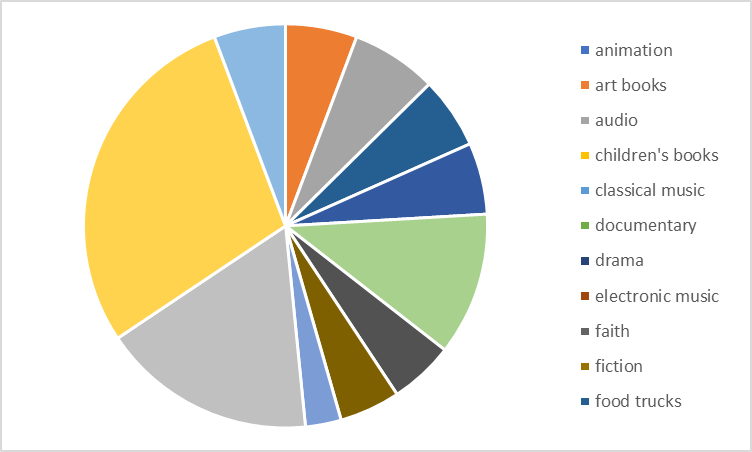 animation
art books
audio
children's books
classical music
documentary
drama
electronic music
faith
fiction
food trucks